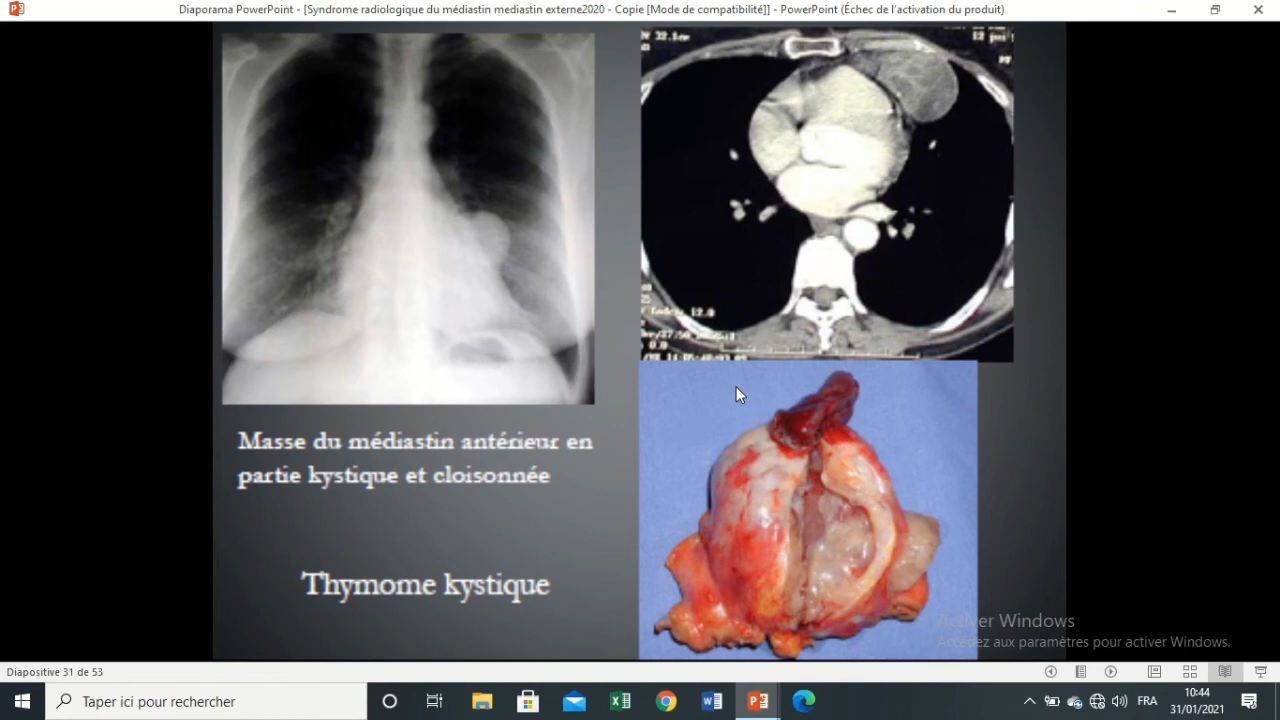 Diaporama PowerPoint - [Syndrome radiologique du médiastin mediastin externe2020 - Copie [Mode de compatibilité]] - PowerPoint (Échec de l'activation du produit)
Masse du médiastin antérieur en
partie kystique et cloisonnée
Thymome kystique
Activer Windows
Accédez aux paramètres pour activer Windows.
Diapositive 31 de 53
Taper ici pour rechercher
FRA
10:44
31/01/2021